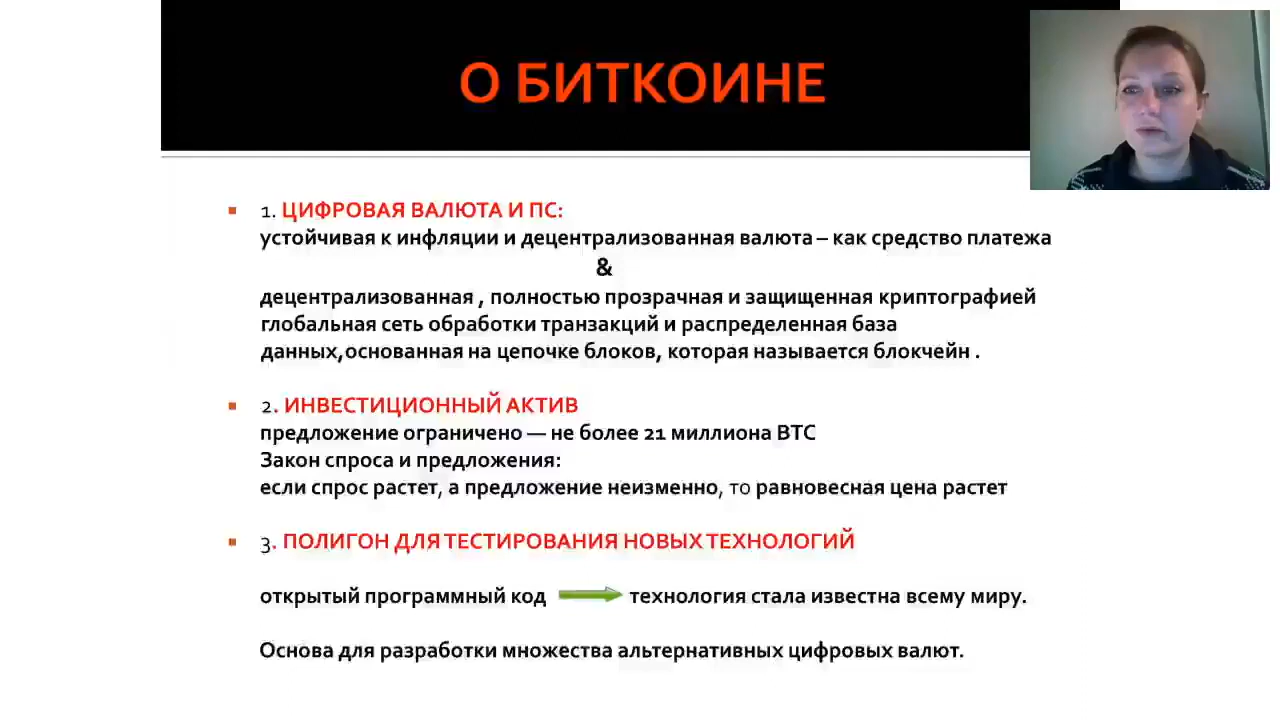 О БИТКОИНЕ
1. ЦИФРОВАЯ ВАЛЮТА И ПС:
устойчивая к инфляции и децентрализованная валюта – как средство платежа
&
децентрализованная , полностью прозрачная и защищенная криптографией
глобальная сеть обработки транзакций и распределенная база
данных,основанная на цепочке блоков, которая называется блокчейн .
2. ИНВЕСТИЦИОННЫЙ АКТИВ
предложение ограничено — не более 21 миллиона BTC
Закон спроса и предложения:
если спрос растет, а предложение неизменно, то равновесная цена растет
3. ПОЛИГОН ДЛЯ ТЕСТИРОВАНИЯ НОВЫХ ТЕХНОЛОГИЙ
открытый программный код технология стала известна всему миру.
Основа для разработки множества альтернативных цифровых валют.